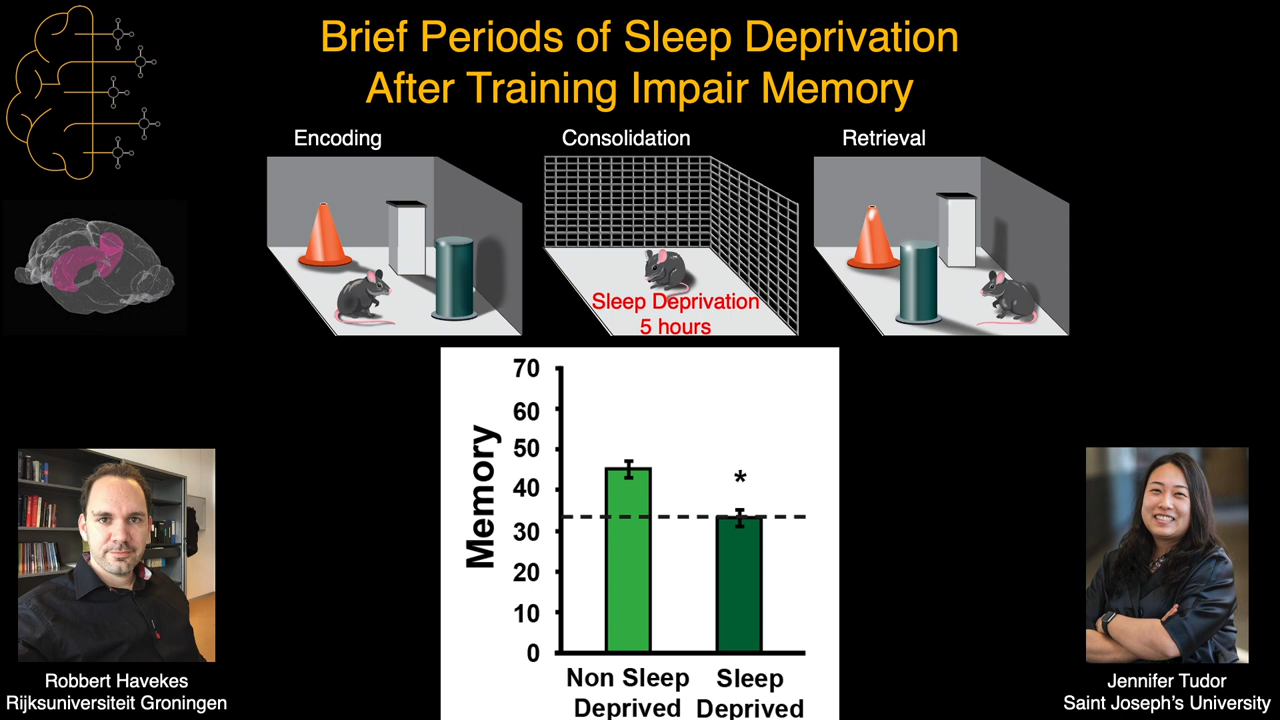 Brief Periods of Sleep Deprivation
After Training Impair Memory
Encoding
Consolidation
Retrieval
Sleep Deprivation
5 hours
70
60
50
40
30
20
10
0
Memory
*
Non Sleep
Deprived
Sleep
Deprived
Robbert Havekes
Rijksuniversiteit Groningen
Jennifer Tudor
Saint Joseph's University